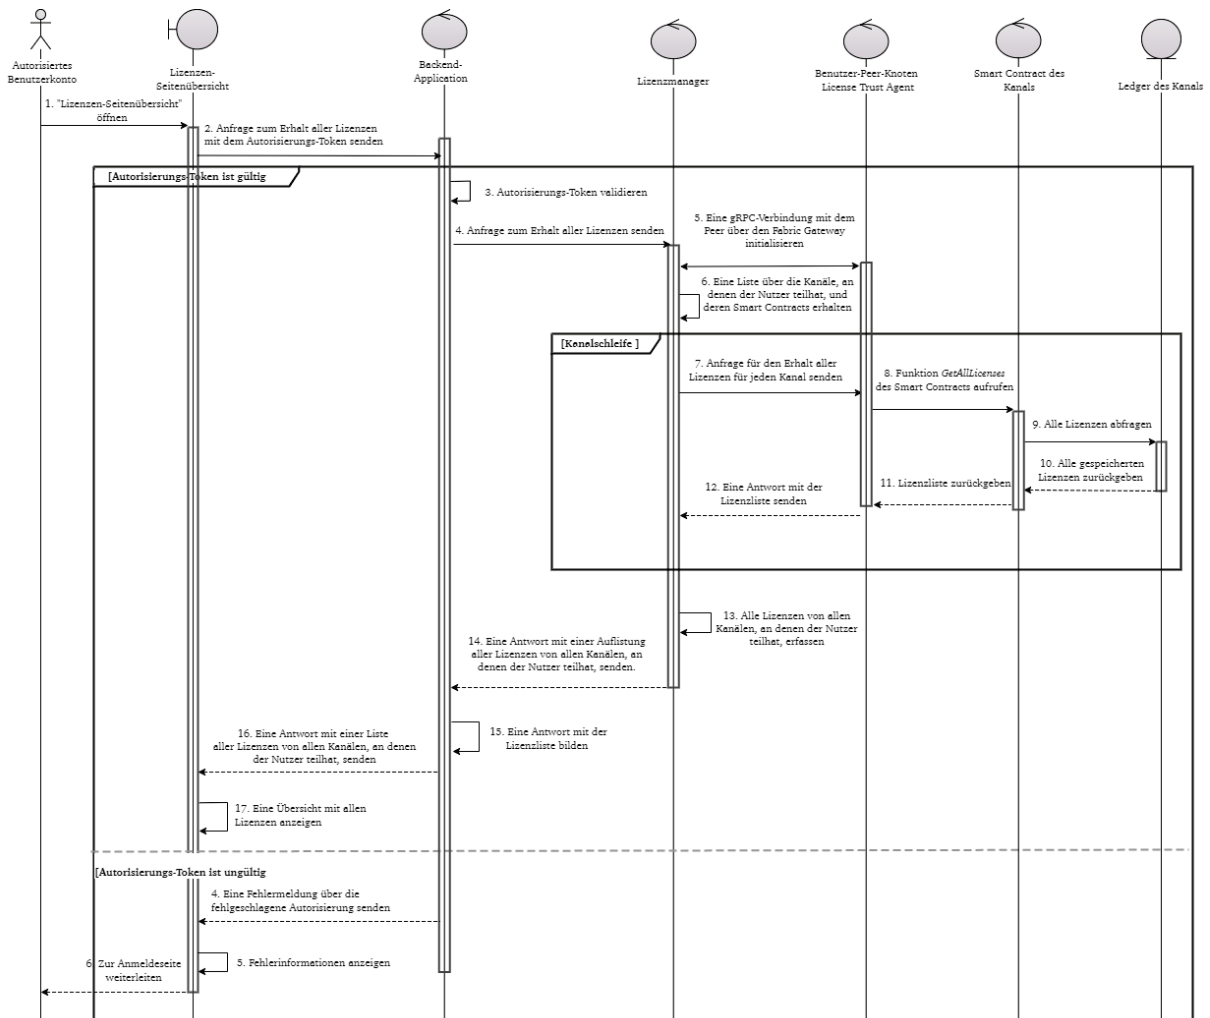 Autorisiertes
Benutzerkonto
Lizenzen-
Seitenübersicht
Backend-
Application
Lizenzmanager
Benutzer-Peer-Knoten
License Trust Agent
Smart Contract des
Kanals
Ledger des Kanals
1. "Lizenzen-Seitenübersicht"
öffnen
2. Anfrage zum Erhalt aller Lizenzen
mit dem Autorisierungs-Token senden
[Autorisierungs-Token ist gültig
3. Autorisierungs-Token validieren
4. Anfrage zum Erhalt aller Lizenzen senden
5. Eine gRPC-Verbindung mit dem
Peer über den Fabric Gateway
initialisieren
6. Eine Liste über die Kanäle, an
denen der Nutzer teilhat, und
deren Smart Contracts erhalten
[Kanalschleife ]
7. Anfrage für den Erhalt aller
Lizenzen für jeden Kanal senden
8. Funktion GetAllLicenses
des Smart Contracts aufrufen
9. Alle Lizenzen abfragen
10. Alle gespeicherten
Lizenzen zurückgeben
11. Lizenzliste zurückgeben
12. Eine Antwort mit der
Lizenzliste senden
13. Alle Lizenzen von allen
Kanälen, an denen der Nutzer
teilhat, erfassen
14. Eine Antwort mit einer Auflistung
aller Lizenzen von allen Kanälen, an
denen der Nutzer teilhat, senden.
15. Eine Antwort mit der
Lizenzliste bilden
16. Eine Antwort mit einer Liste
aller Lizenzen von allen Kanälen, an denen
der Nutzer teilhat, senden
17. Eine Übersicht mit allen
Lizenzen anzeigen
[Autorisierungs-Token ist ungültig
4. Eine Fehlermeldung über die
fehlgeschlagene Autorisierung senden
5. Fehlerinformationen anzeigen
6. Zur Anmeldeseite
weiterleiten